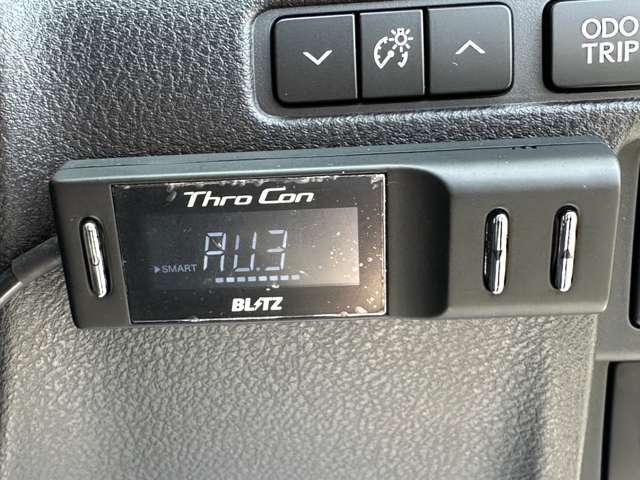 ODO
TRIP
Thro Con
▶SMART AU.3
BLITZ